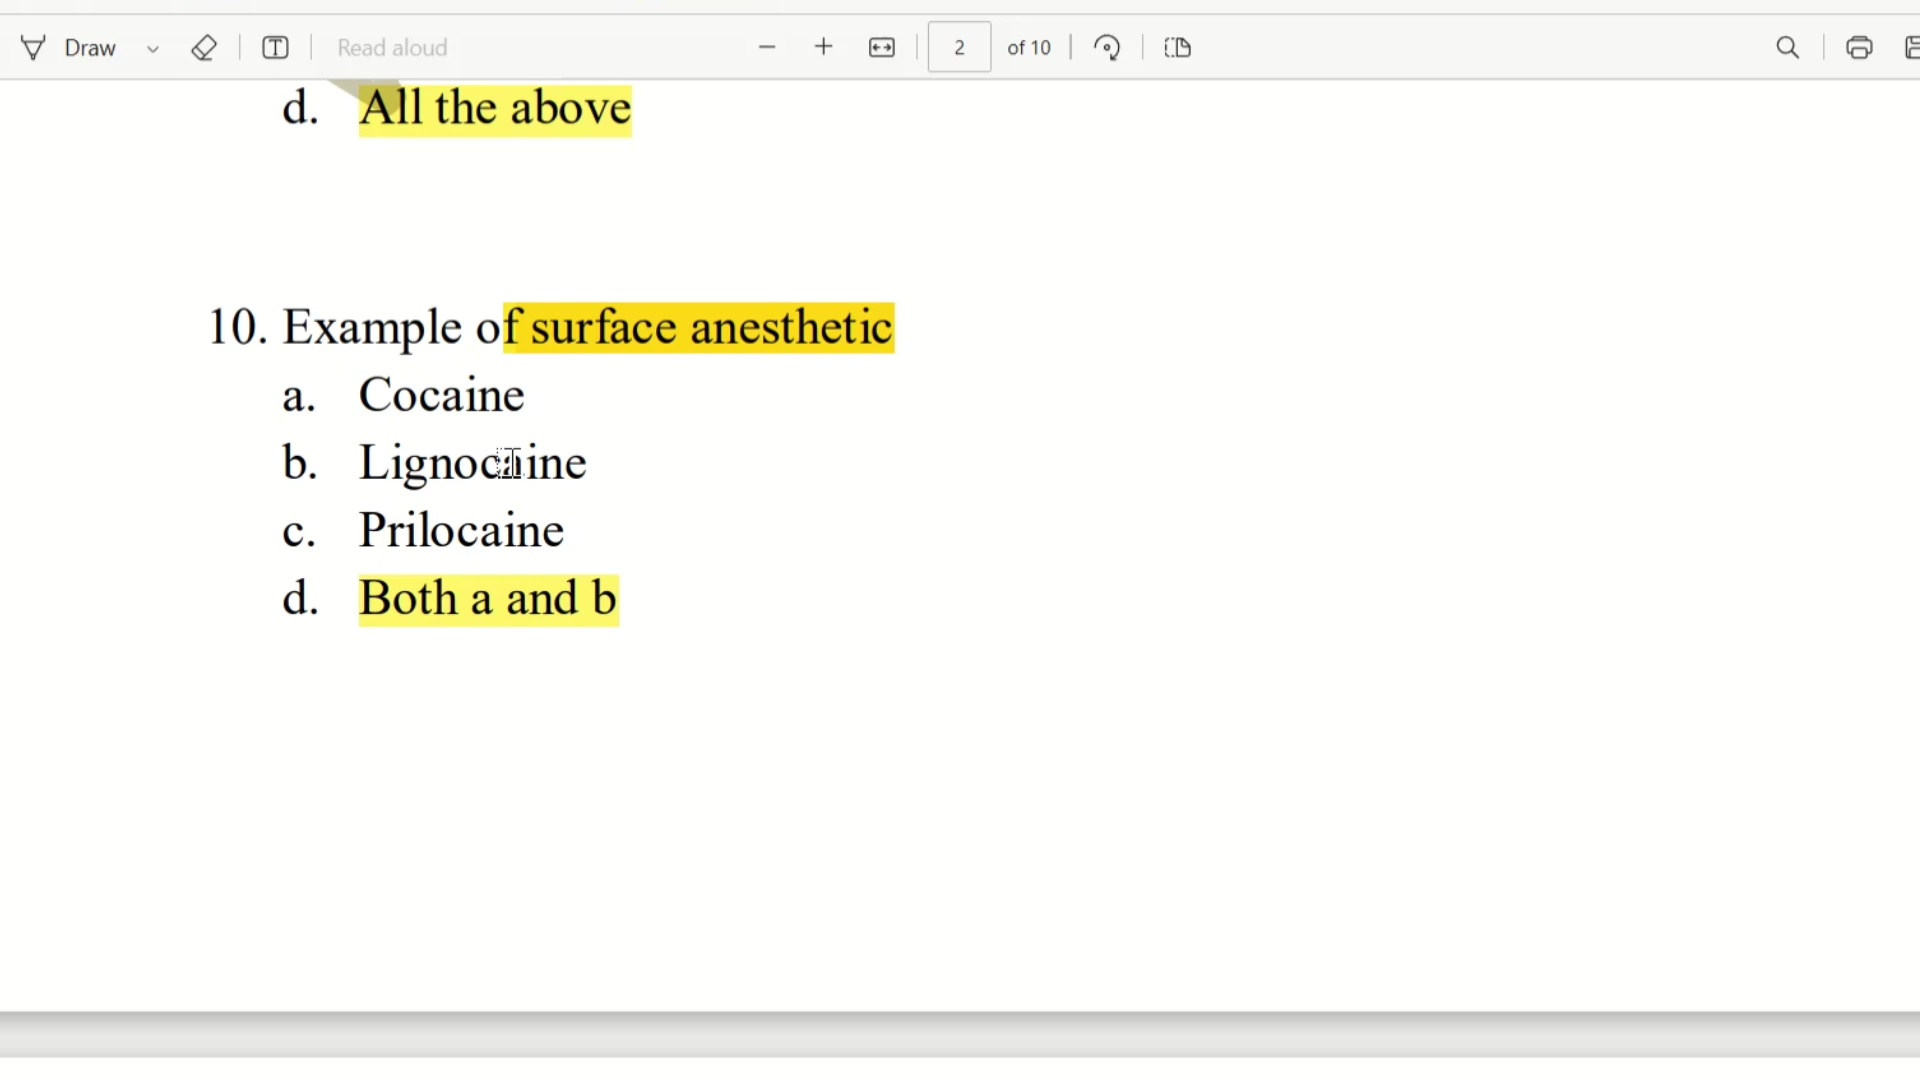 Draw Read aloud 2 of 10
d. All the above
10. Example of surface anesthetic
a. Cocaine
b. Lignocaine
c. Prilocaine
d. Both a and b